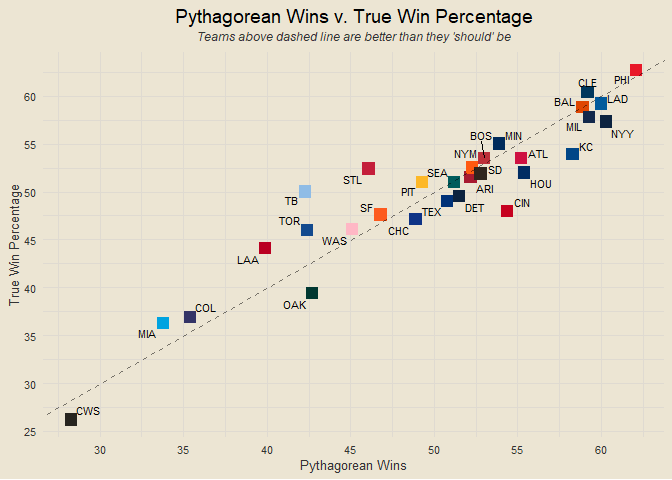 Pythagorean Wins v. True Win Percentage
Teams above dashed line are better than they 'should' be
True Win Percentage
60
55
50
45
40
35
30
25
CLE
PHI
BAL
LAD
MIL
NYY
BOS
MIN
NYM
ATL
KC
STL
SEA
SD
HOU
PIT
ARI
TB
SF
TEX
DET
CIN
TOR
WAS
CHC
LAA
OAK
COL
MIA
CWS
30
35
40
45
50
55
60
Pythagorean Wins